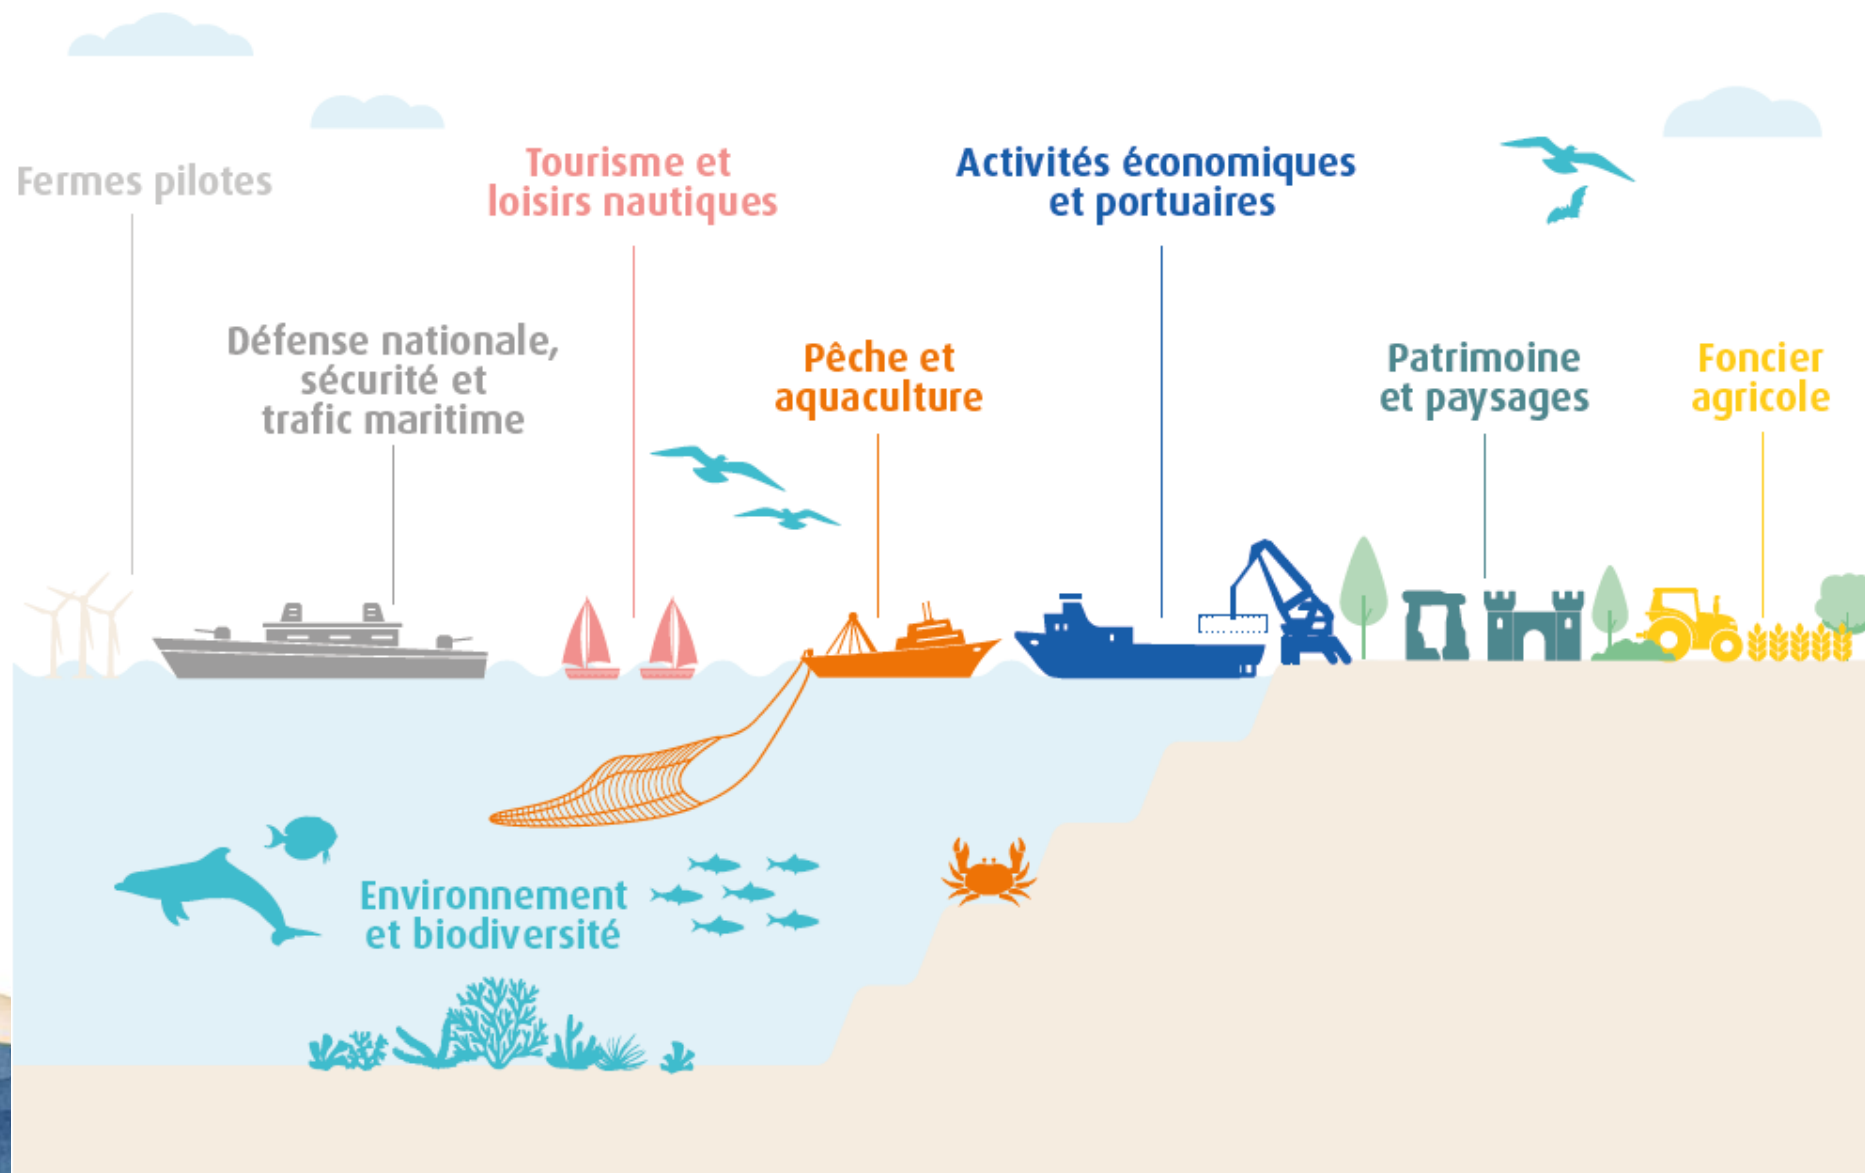 Fermes pilotes
Tourisme et
loisirs nautiques
Activités économiques
et portuaires
Défense nationale,
sécurité et
trafic maritime
Pêche et
aquaculture
Patrimoine
et paysages
Foncier
agricole
Environnement
et biodiversité